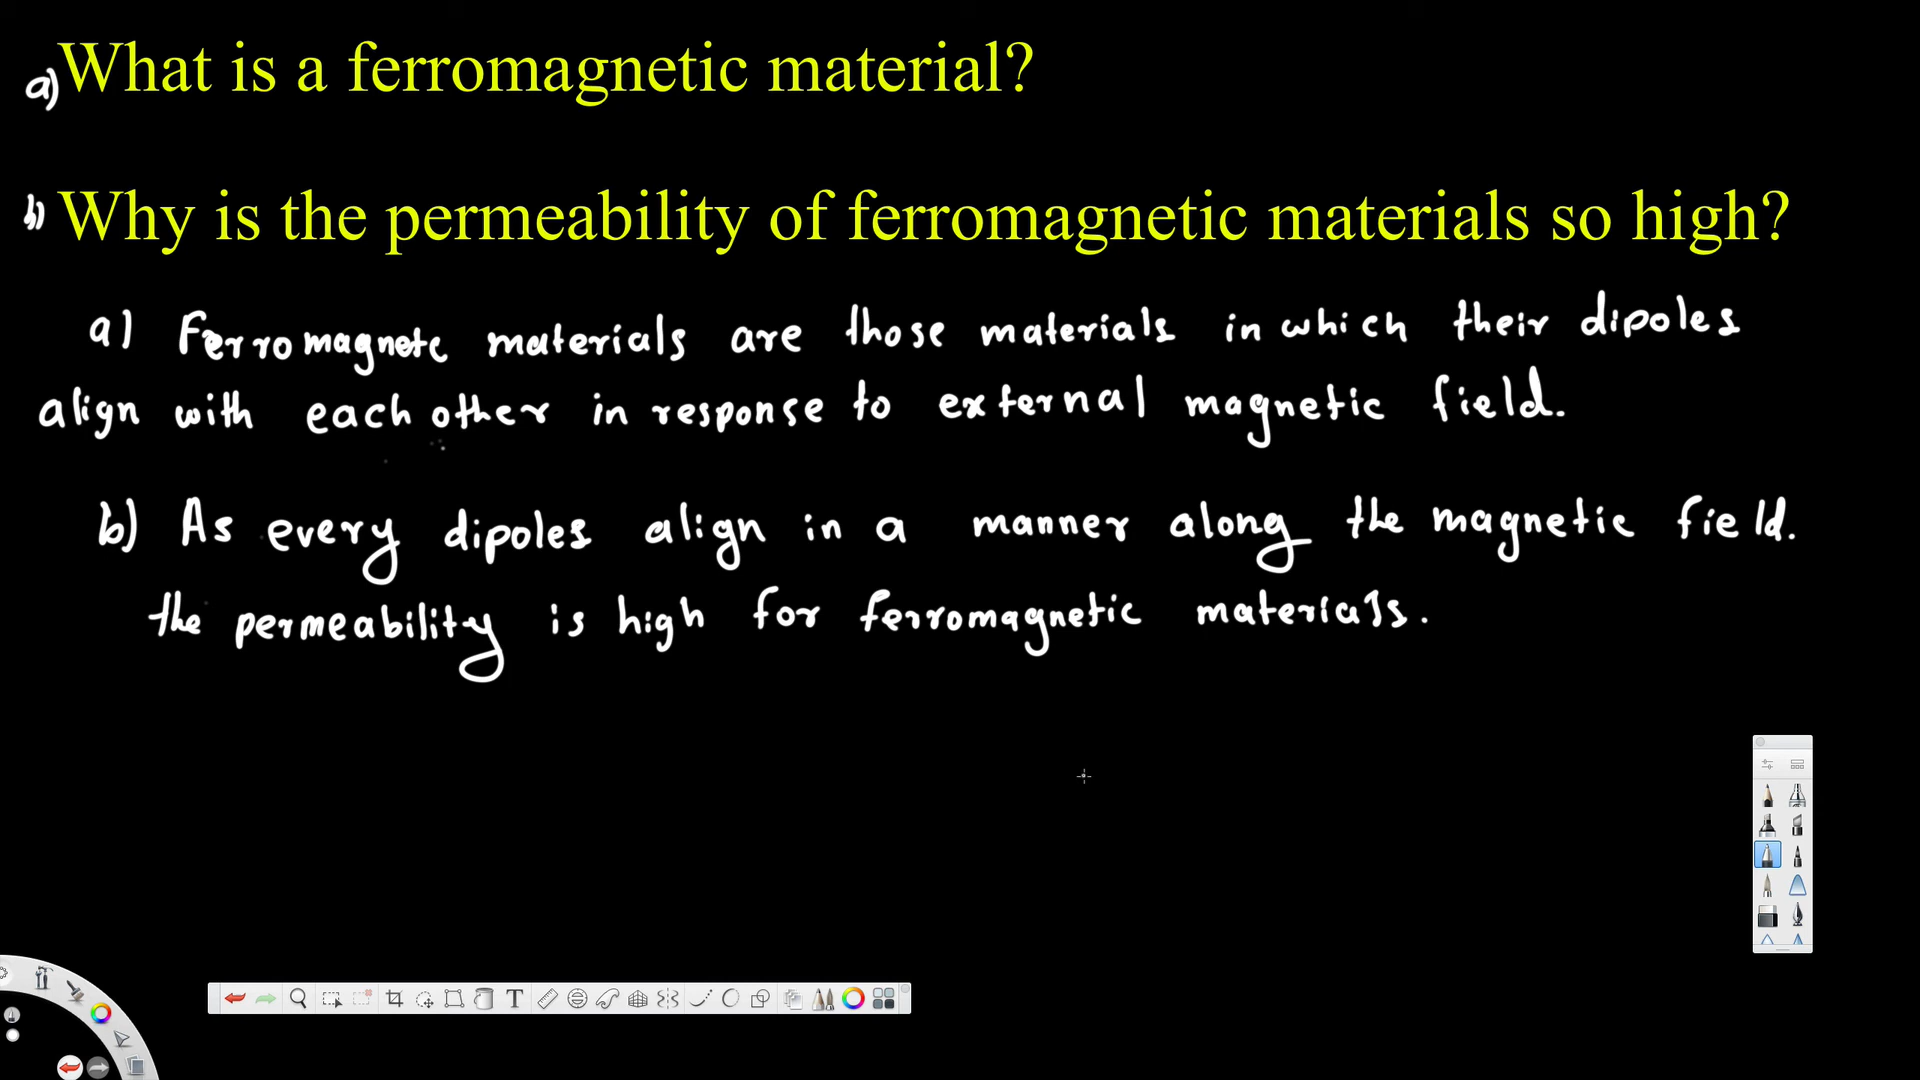 a) What is a ferromagnetic material?
b) Why is the permeability of ferromagnetic materials so high?
a) Ferromagnetc materials are those materials in which their dipoles
align with each other in response to external magnetic field.
b) As every dipoles align in a manner along the magnetic field.
the permeability is high for ferromagnetic materials.